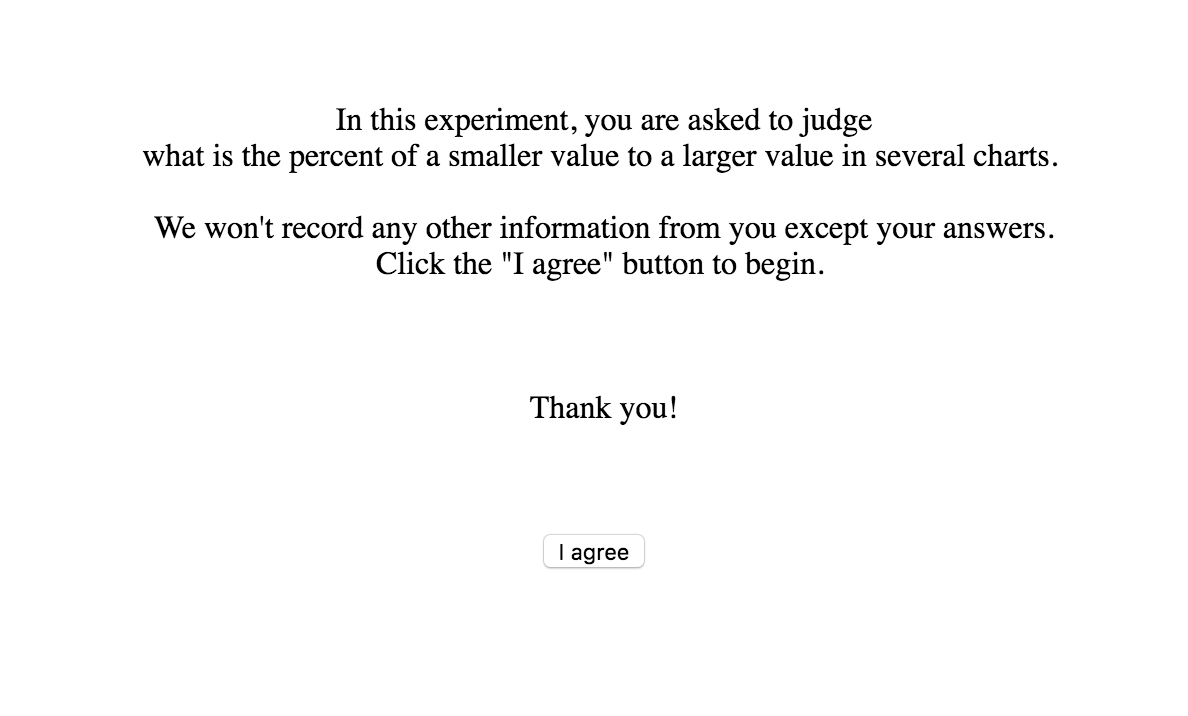 In this experiment, you are asked to judge
what is the percent of a smaller value to a larger value in several charts.
We won't record any other information from you except your answers.
Click the "I agree" button to begin.
Thank you!
I agree